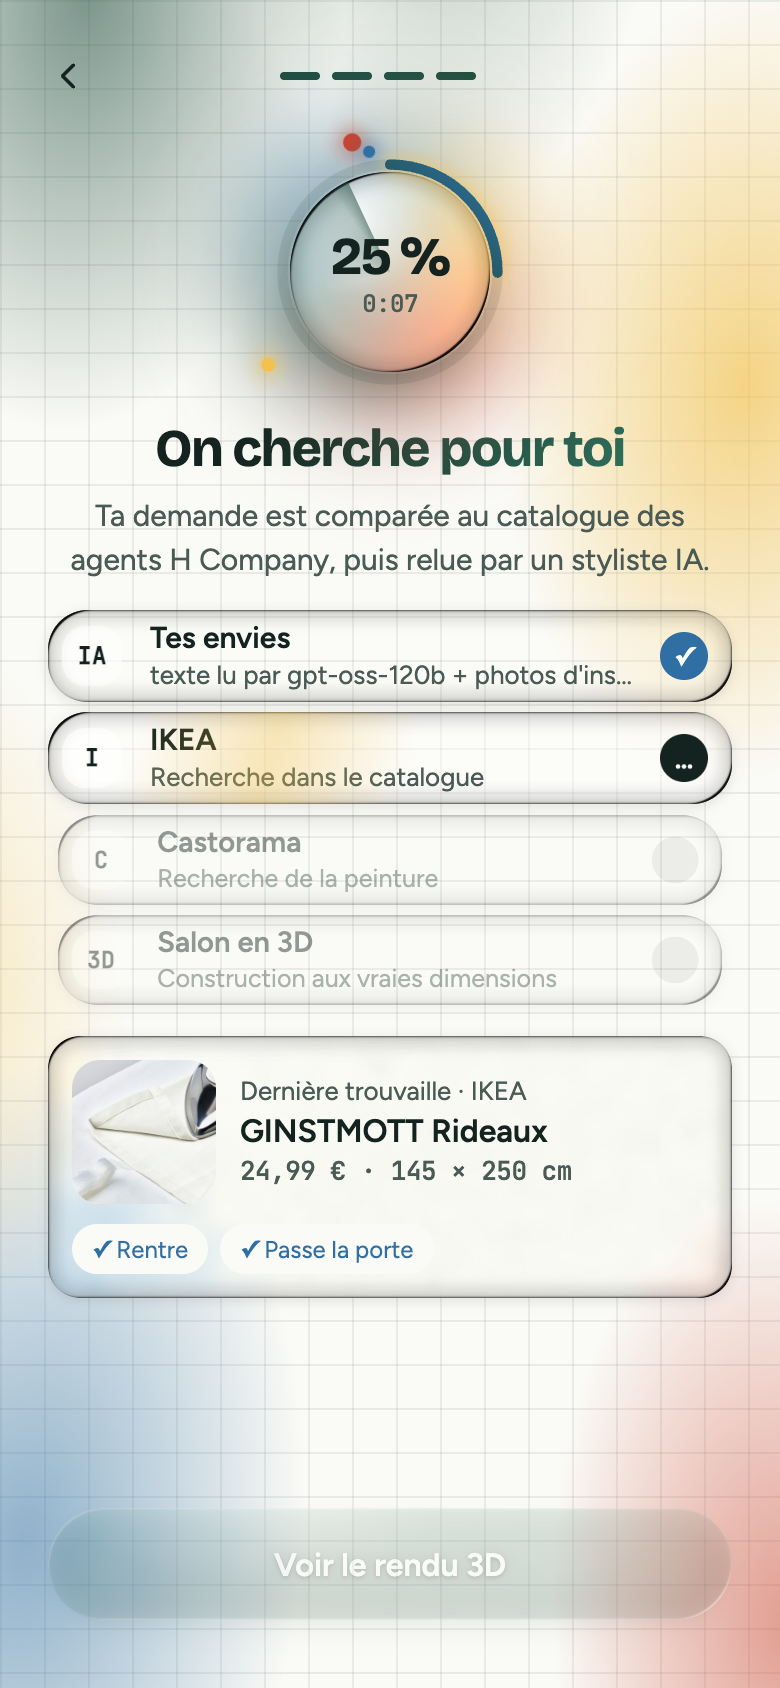 25 %
0:07
On cherche pour toi
Ta demande est comparée au catalogue des
agents H Company, puis relue par un styliste IA.
IA
Tes envies
texte lu par gpt-oss-120b + photos d'ins...
I
IKEA
Recherche dans le catalogue
...
C
Castorama
Recherche de la peinture
3D
Salon en 3D
Construction aux vraies dimensions
Dernière trouvaille · IKEA
GINSTMOTT Rideaux
24,99 € · 145 × 250 cm
✓ Rentre
✓ Passe la porte
Voir le rendu 3D